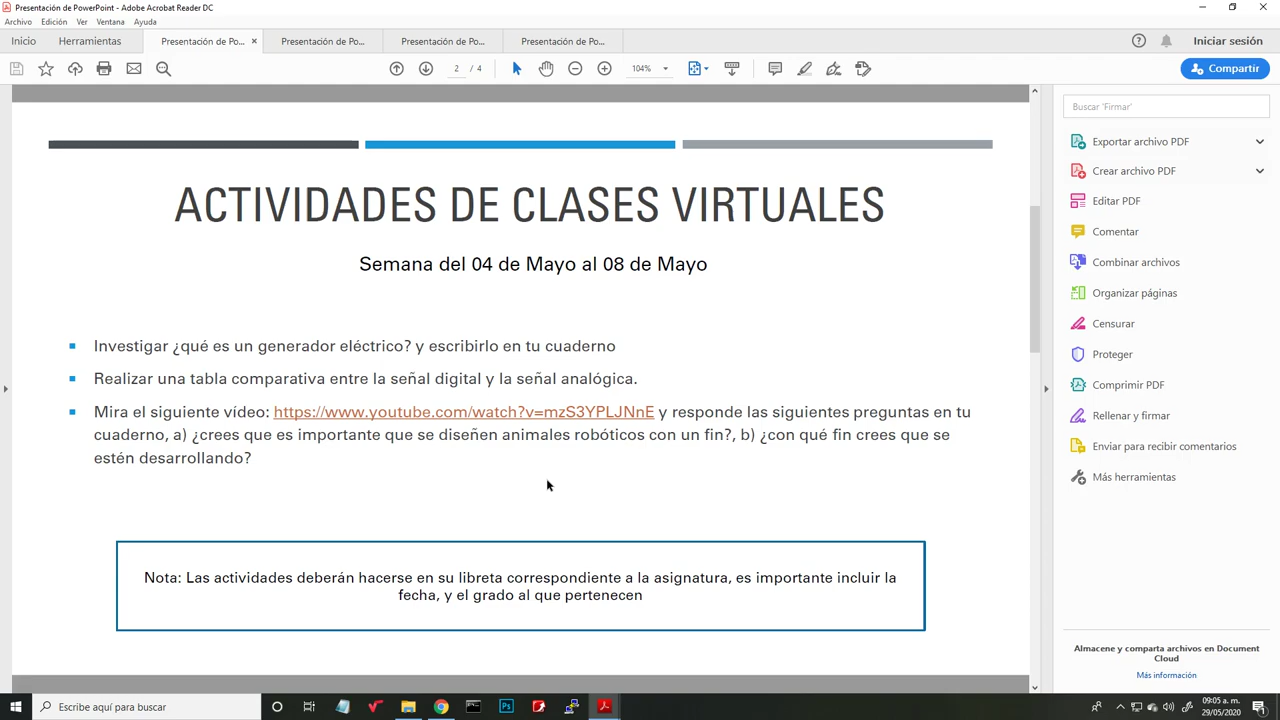 Presentación de PowerPoint - Adobe Acrobat Reader DC
Archivo Edición Ver Ventana Ayuda
Inicio Herramientas Presentación de Po... × Presentación de Po... Presentación de Po... Presentación de Po... Iniciar sesión
2 / 4 104% Compartir
ACTIVIDADES DE CLASES VIRTUALES
Semana del 04 de Mayo al 08 de Mayo
Investigar ¿qué es un generador eléctrico? y escribirlo en tu cuaderno
Realizar una tabla comparativa entre la señal digital y la señal analógica.
Mira el siguiente vídeo: https://www.youtube.com/watch?v=mzS3YPLJNnE y responde las siguientes preguntas en tu
cuaderno, a) ¿crees que es importante que se diseñen animales robóticos con un fin?, b) ¿con qué fin crees que se
estén desarrollando?
Nota: Las actividades deberán hacerse en su libreta correspondiente a la asignatura, es importante incluir la
fecha, y el grado al que pertenecen
Buscar 'Firmar'
Exportar archivo PDF
Crear archivo PDF
Editar PDF
Comentar
Combinar archivos
Organizar páginas
Censurar
Proteger
Comprimir PDF
Rellenar y firmar
Enviar para recibir comentarios
Más herramientas
Almacene y comparta archivos en Document
Cloud
Más información
Escribe aquí para buscar
09:05 a. m.
29/05/2020